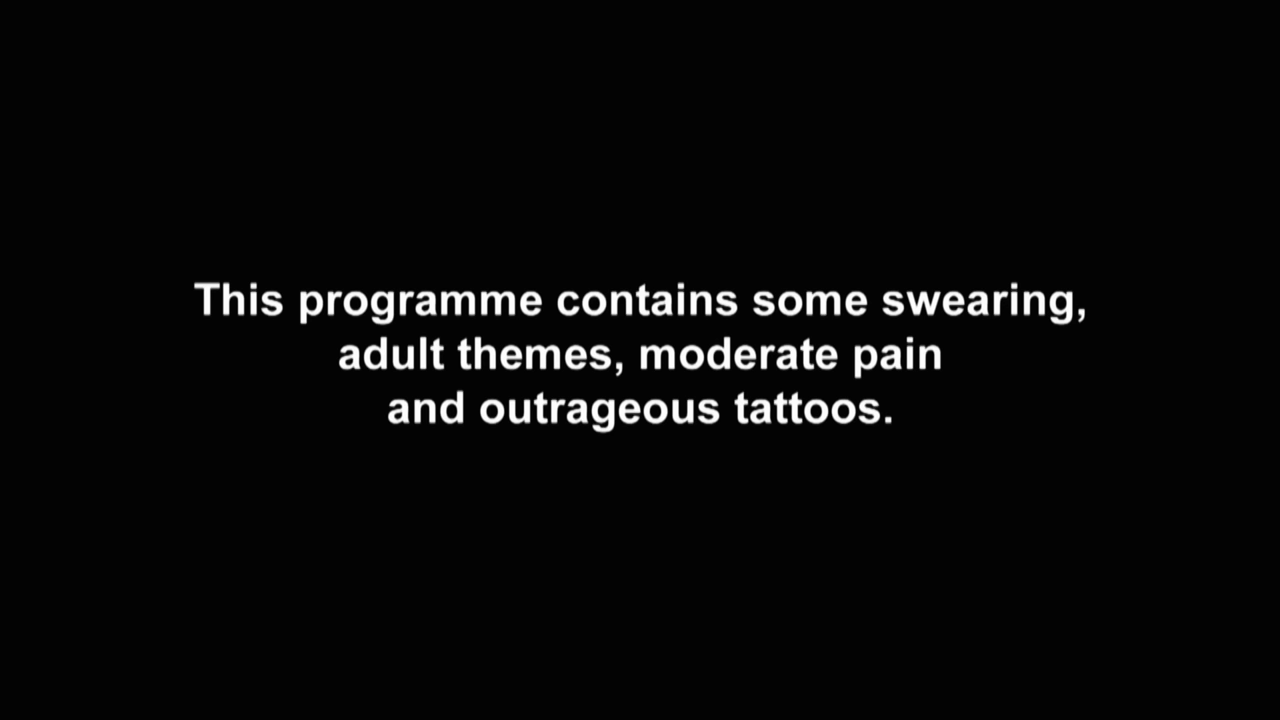 This programme contains some swearing,
adult themes, moderate pain
and outrageous tattoos.